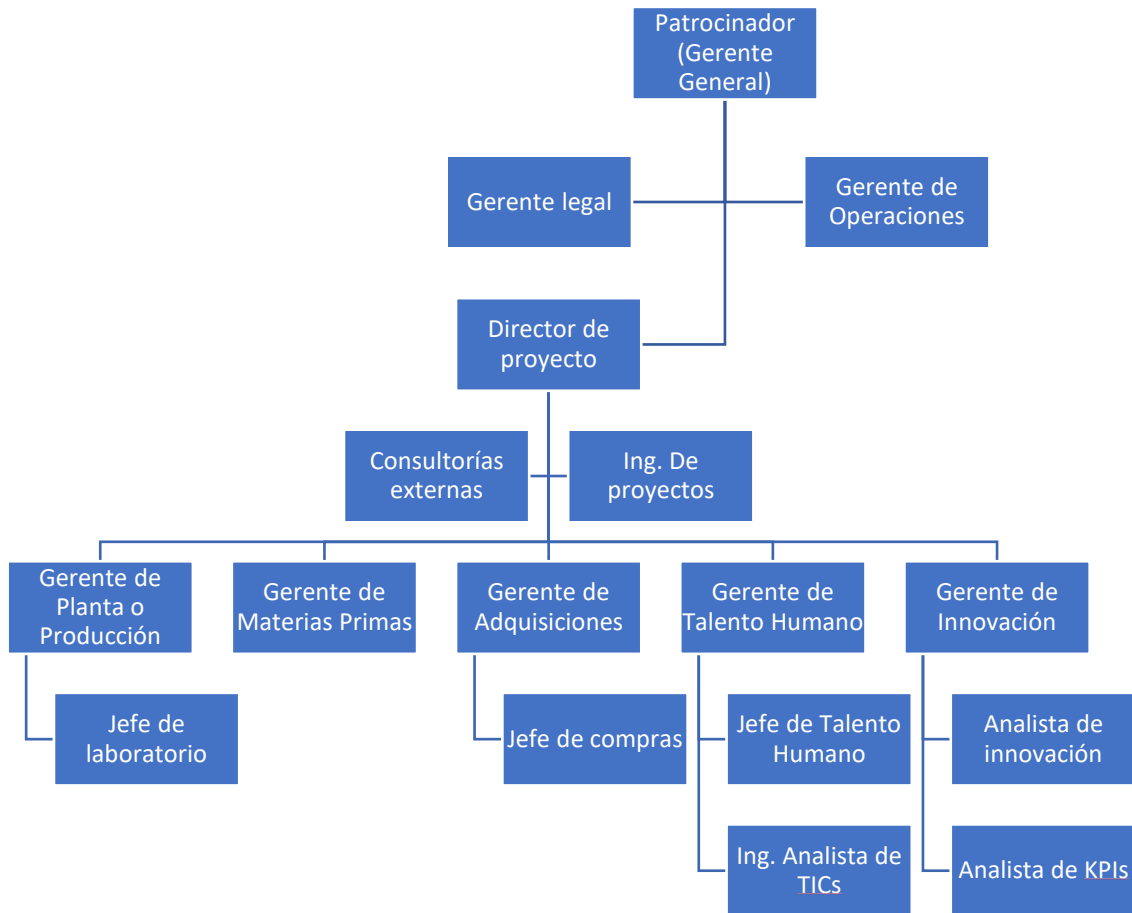 Patrocinador
(Gerente
General)
Gerente legal
Gerente de
Operaciones
Director de
proyecto
Consultorías
externas
Ing. De
proyectos
Gerente de
Planta o
Producción
Gerente de
Materias Primas
Gerente de
Adquisiciones
Gerente de
Talento Humano
Gerente de
Innovación
Jefe de
laboratorio
Jefe de compras
Jefe de Talento
Humano
Analista de
innovación
Ing. Analista de
TICs
Analista de KPIs